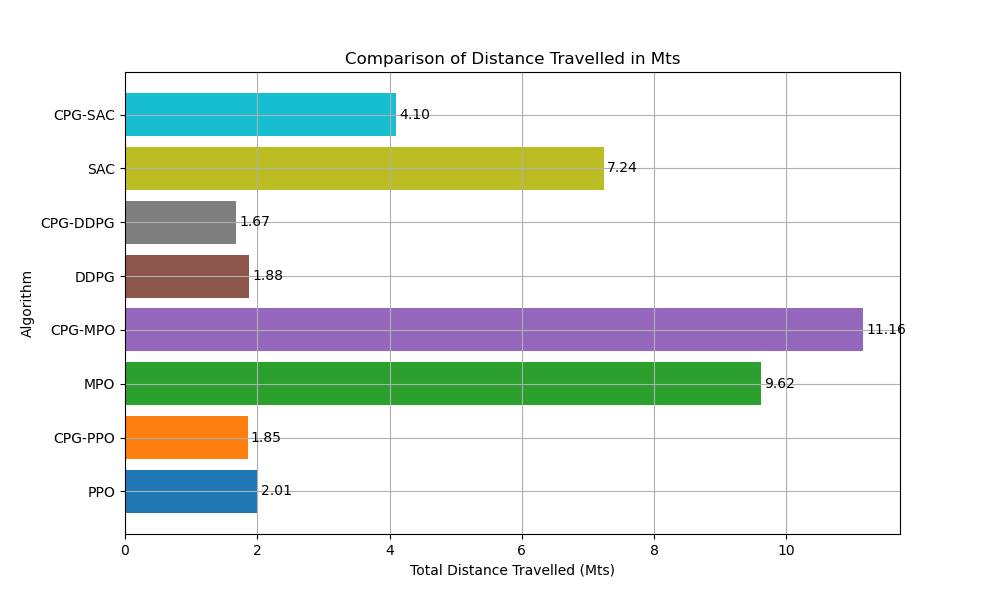 Comparison of Distance Travelled in Mts
Algorithm
CPG-SAC
4.10
SAC
7.24
CPG-DDPG
1.67
DDPG
1.88
CPG-MPO
11.16
MPO
9.62
CPG-PPO
1.85
PPO
2.01
0 2 4 6 8 10
Total Distance Travelled (Mts)